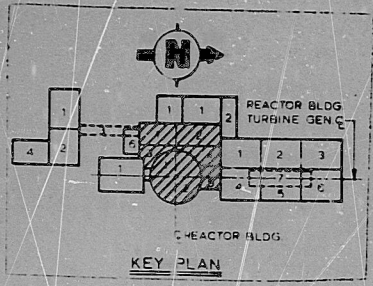 N
1 1 2
1
REACTOR BLDG.
TURBINE GEN. ℄
6
1 2 3
4 2
1
7
4 5 6
℄ REACTOR BLDG.
KEY PLAN